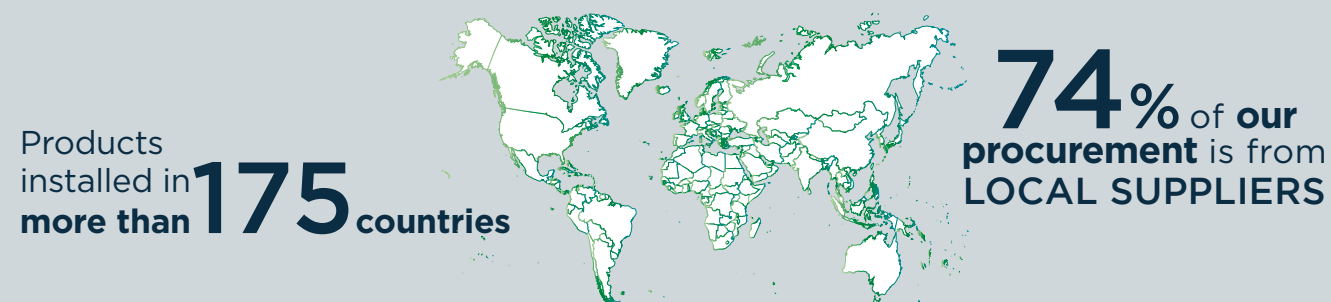 Products
installed in
more than 175 countries
74% of our
procurement is from
LOCAL SUPPLIERS